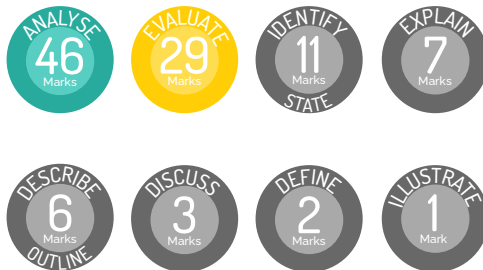 ANALYSE
46
Marks
EVALUATE
29
Marks
IDENTIFY
11
Marks
STATE
EXPLAIN
7
Marks
DESCRIBE
6
Marks
OUTLINE
DISCUSS
3
Marks
DEFINE
2
Marks
ILLUSTRATE
1
Mark